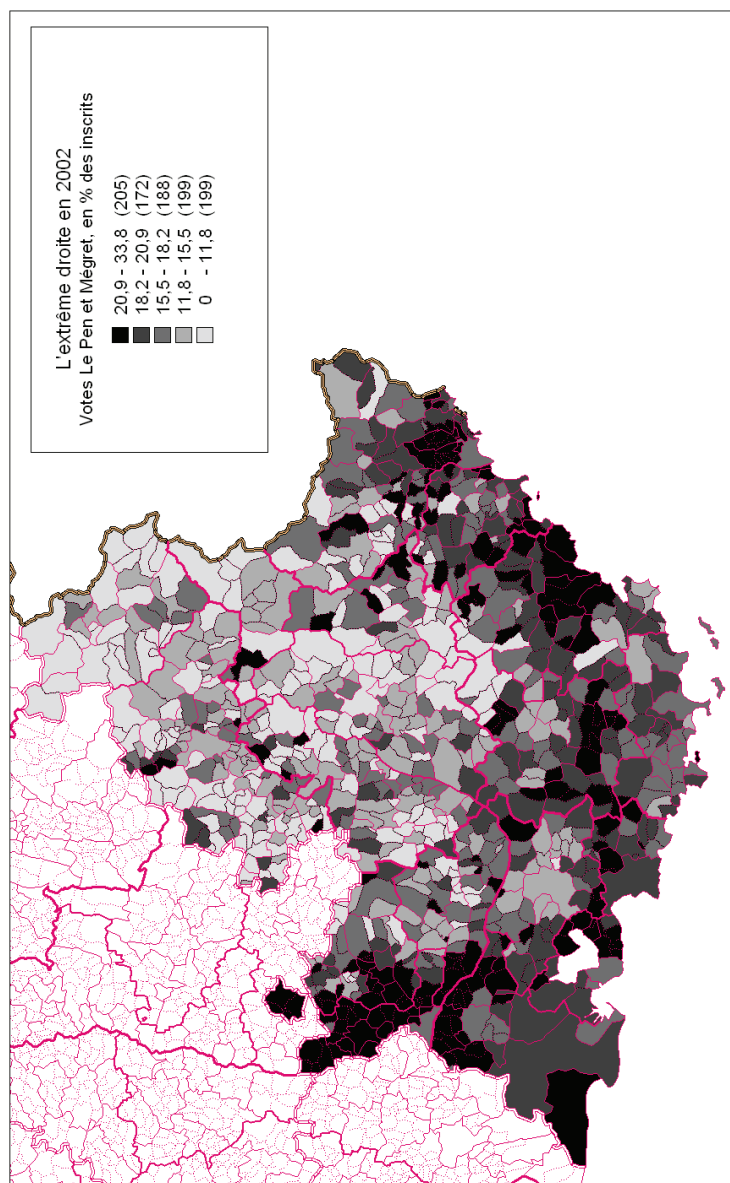 L'extrême droite en 2002
Votes Le Pen et Mégret, en % des inscrits
20,9 - 33,8 (205)
18,2 - 20,9 (172)
15,5 - 18,2 (188)
11,8 - 15,5 (199)
0 - 11,8 (199)